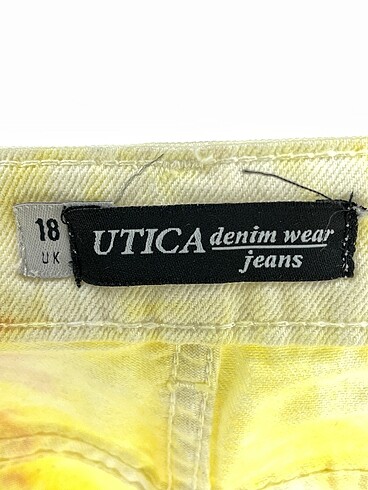 18
UK
UTICA denim wear
jeans